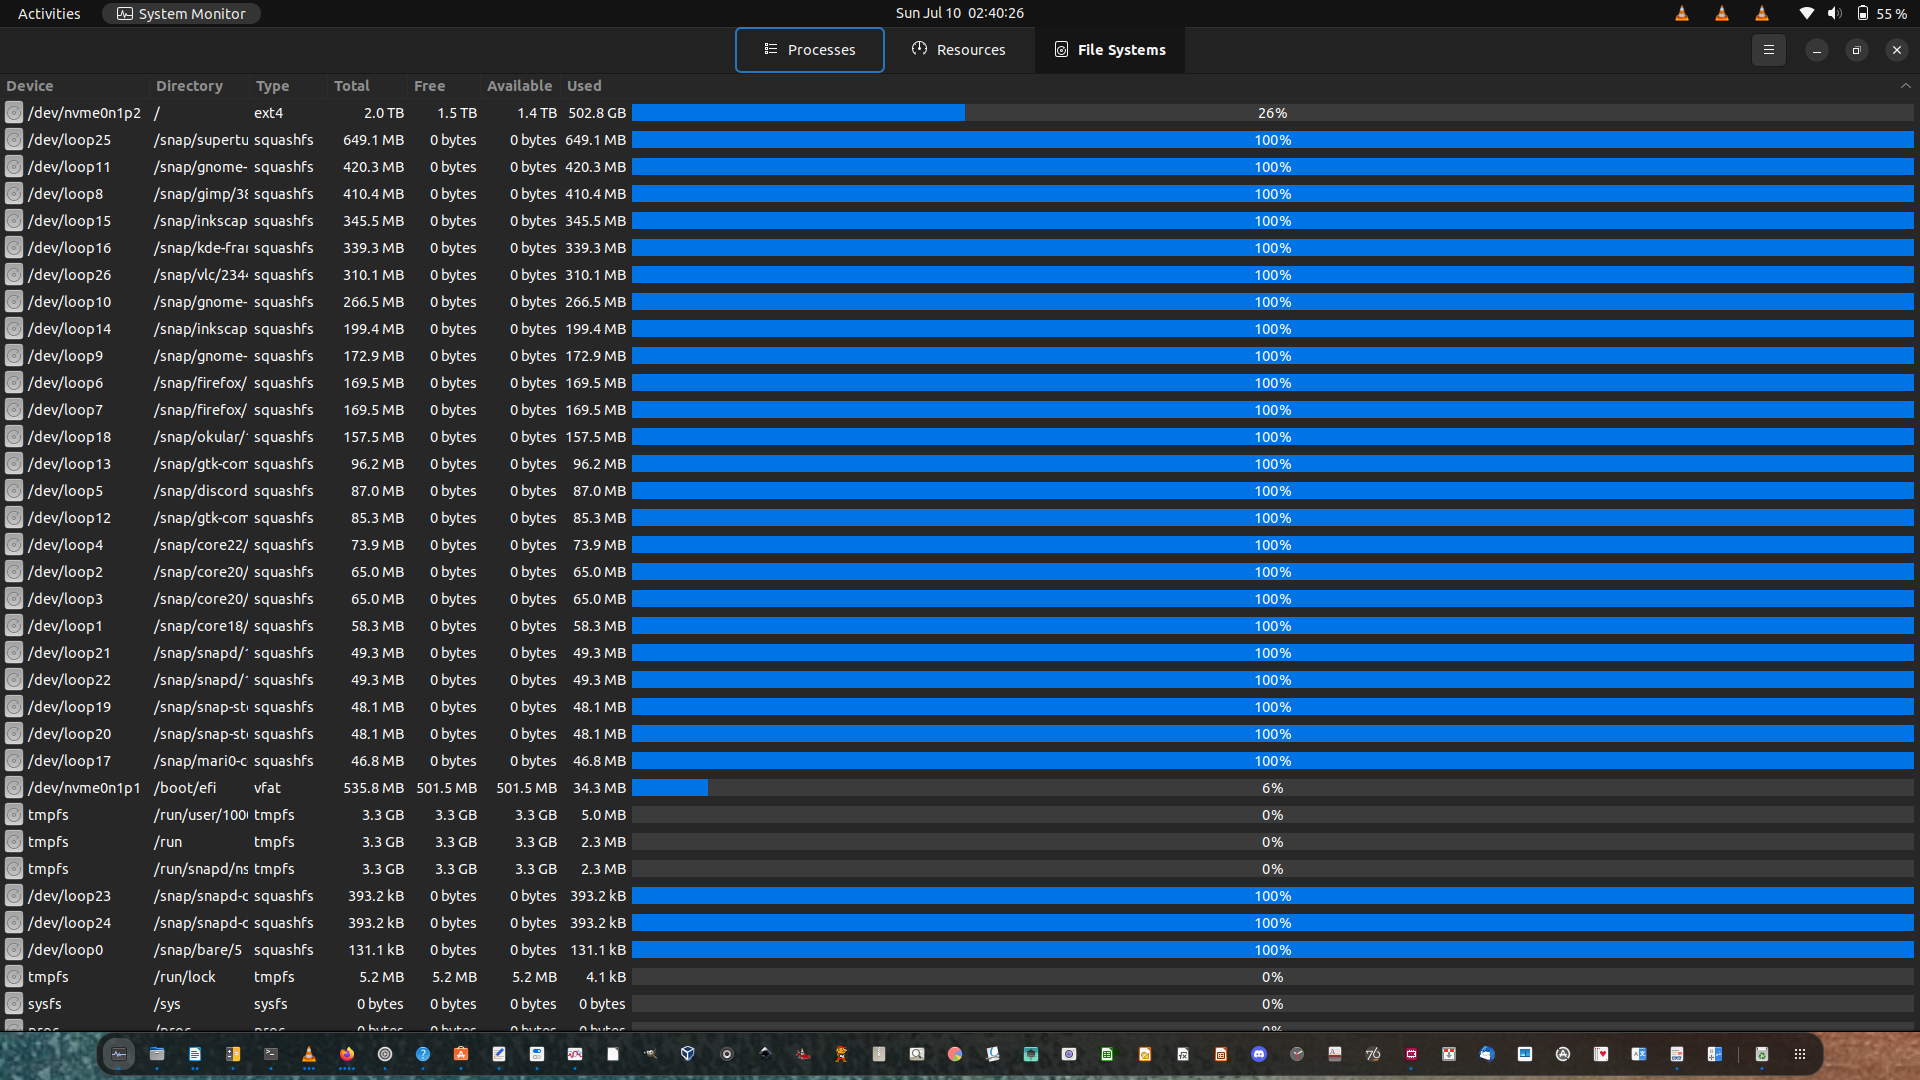 Activities System Monitor Sun Jul 10 02:40:26 55 %
Processes Resources File Systems
Device Directory Type Total Free Available Used
/dev/nvme0n1p2 / ext4 2.0 TB 1.5 TB 1.4 TB 502.8 GB 26%
/dev/loop25 /snap/supertu squashfs 649.1 MB 0 bytes 0 bytes 649.1 MB 100%
/dev/loop11 /snap/gnome- squashfs 420.3 MB 0 bytes 0 bytes 420.3 MB 100%
/dev/loop8 /snap/gimp/38 squashfs 410.4 MB 0 bytes 0 bytes 410.4 MB 100%
/dev/loop15 /snap/inkscap squashfs 345.5 MB 0 bytes 0 bytes 345.5 MB 100%
/dev/loop16 /snap/kde-fra squashfs 339.3 MB 0 bytes 0 bytes 339.3 MB 100%
/dev/loop26 /snap/vlc/234 squashfs 310.1 MB 0 bytes 0 bytes 310.1 MB 100%
/dev/loop10 /snap/gnome- squashfs 266.5 MB 0 bytes 0 bytes 266.5 MB 100%
/dev/loop14 /snap/inkscap squashfs 199.4 MB 0 bytes 0 bytes 199.4 MB 100%
/dev/loop9 /snap/gnome- squashfs 172.9 MB 0 bytes 0 bytes 172.9 MB 100%
/dev/loop6 /snap/firefox/ squashfs 169.5 MB 0 bytes 0 bytes 169.5 MB 100%
/dev/loop7 /snap/firefox/ squashfs 169.5 MB 0 bytes 0 bytes 169.5 MB 100%
/dev/loop18 /snap/okular/ squashfs 157.5 MB 0 bytes 0 bytes 157.5 MB 100%
/dev/loop13 /snap/gtk-com squashfs 96.2 MB 0 bytes 0 bytes 96.2 MB 100%
/dev/loop5 /snap/discord squashfs 87.0 MB 0 bytes 0 bytes 87.0 MB 100%
/dev/loop12 /snap/gtk-com squashfs 85.3 MB 0 bytes 0 bytes 85.3 MB 100%
/dev/loop4 /snap/core22/ squashfs 73.9 MB 0 bytes 0 bytes 73.9 MB 100%
/dev/loop2 /snap/core20/ squashfs 65.0 MB 0 bytes 0 bytes 65.0 MB 100%
/dev/loop3 /snap/core20/ squashfs 65.0 MB 0 bytes 0 bytes 65.0 MB 100%
/dev/loop1 /snap/core18/ squashfs 58.3 MB 0 bytes 0 bytes 58.3 MB 100%
/dev/loop21 /snap/snapd/ squashfs 49.3 MB 0 bytes 0 bytes 49.3 MB 100%
/dev/loop22 /snap/snapd/ squashfs 49.3 MB 0 bytes 0 bytes 49.3 MB 100%
/dev/loop19 /snap/snap-st squashfs 48.1 MB 0 bytes 0 bytes 48.1 MB 100%
/dev/loop20 /snap/snap-st squashfs 48.1 MB 0 bytes 0 bytes 48.1 MB 100%
/dev/loop17 /snap/mari0-c squashfs 46.8 MB 0 bytes 0 bytes 46.8 MB 100%
/dev/nvme0n1p1 /boot/efi vfat 535.8 MB 501.5 MB 501.5 MB 34.3 MB 6%
tmpfs /run/user/100 tmpfs 3.3 GB 3.3 GB 3.3 GB 5.0 MB 0%
tmpfs /run tmpfs 3.3 GB 3.3 GB 3.3 GB 2.3 MB 0%
tmpfs /run/snapd/ns tmpfs 3.3 GB 3.3 GB 3.3 GB 2.3 MB 0%
/dev/loop23 /snap/snapd-c squashfs 393.2 kB 0 bytes 0 bytes 393.2 kB 100%
/dev/loop24 /snap/snapd-c squashfs 393.2 kB 0 bytes 0 bytes 393.2 kB 100%
/dev/loop0 /snap/bare/5 squashfs 131.1 kB 0 bytes 0 bytes 131.1 kB 100%
tmpfs /run/lock tmpfs 5.2 MB 5.2 MB 5.2 MB 4.1 kB 0%
sysfs /sys sysfs 0 bytes 0 bytes 0 bytes 0 bytes 0%
proc /proc proc 0 bytes 0 bytes 0 bytes 0 bytes 0%